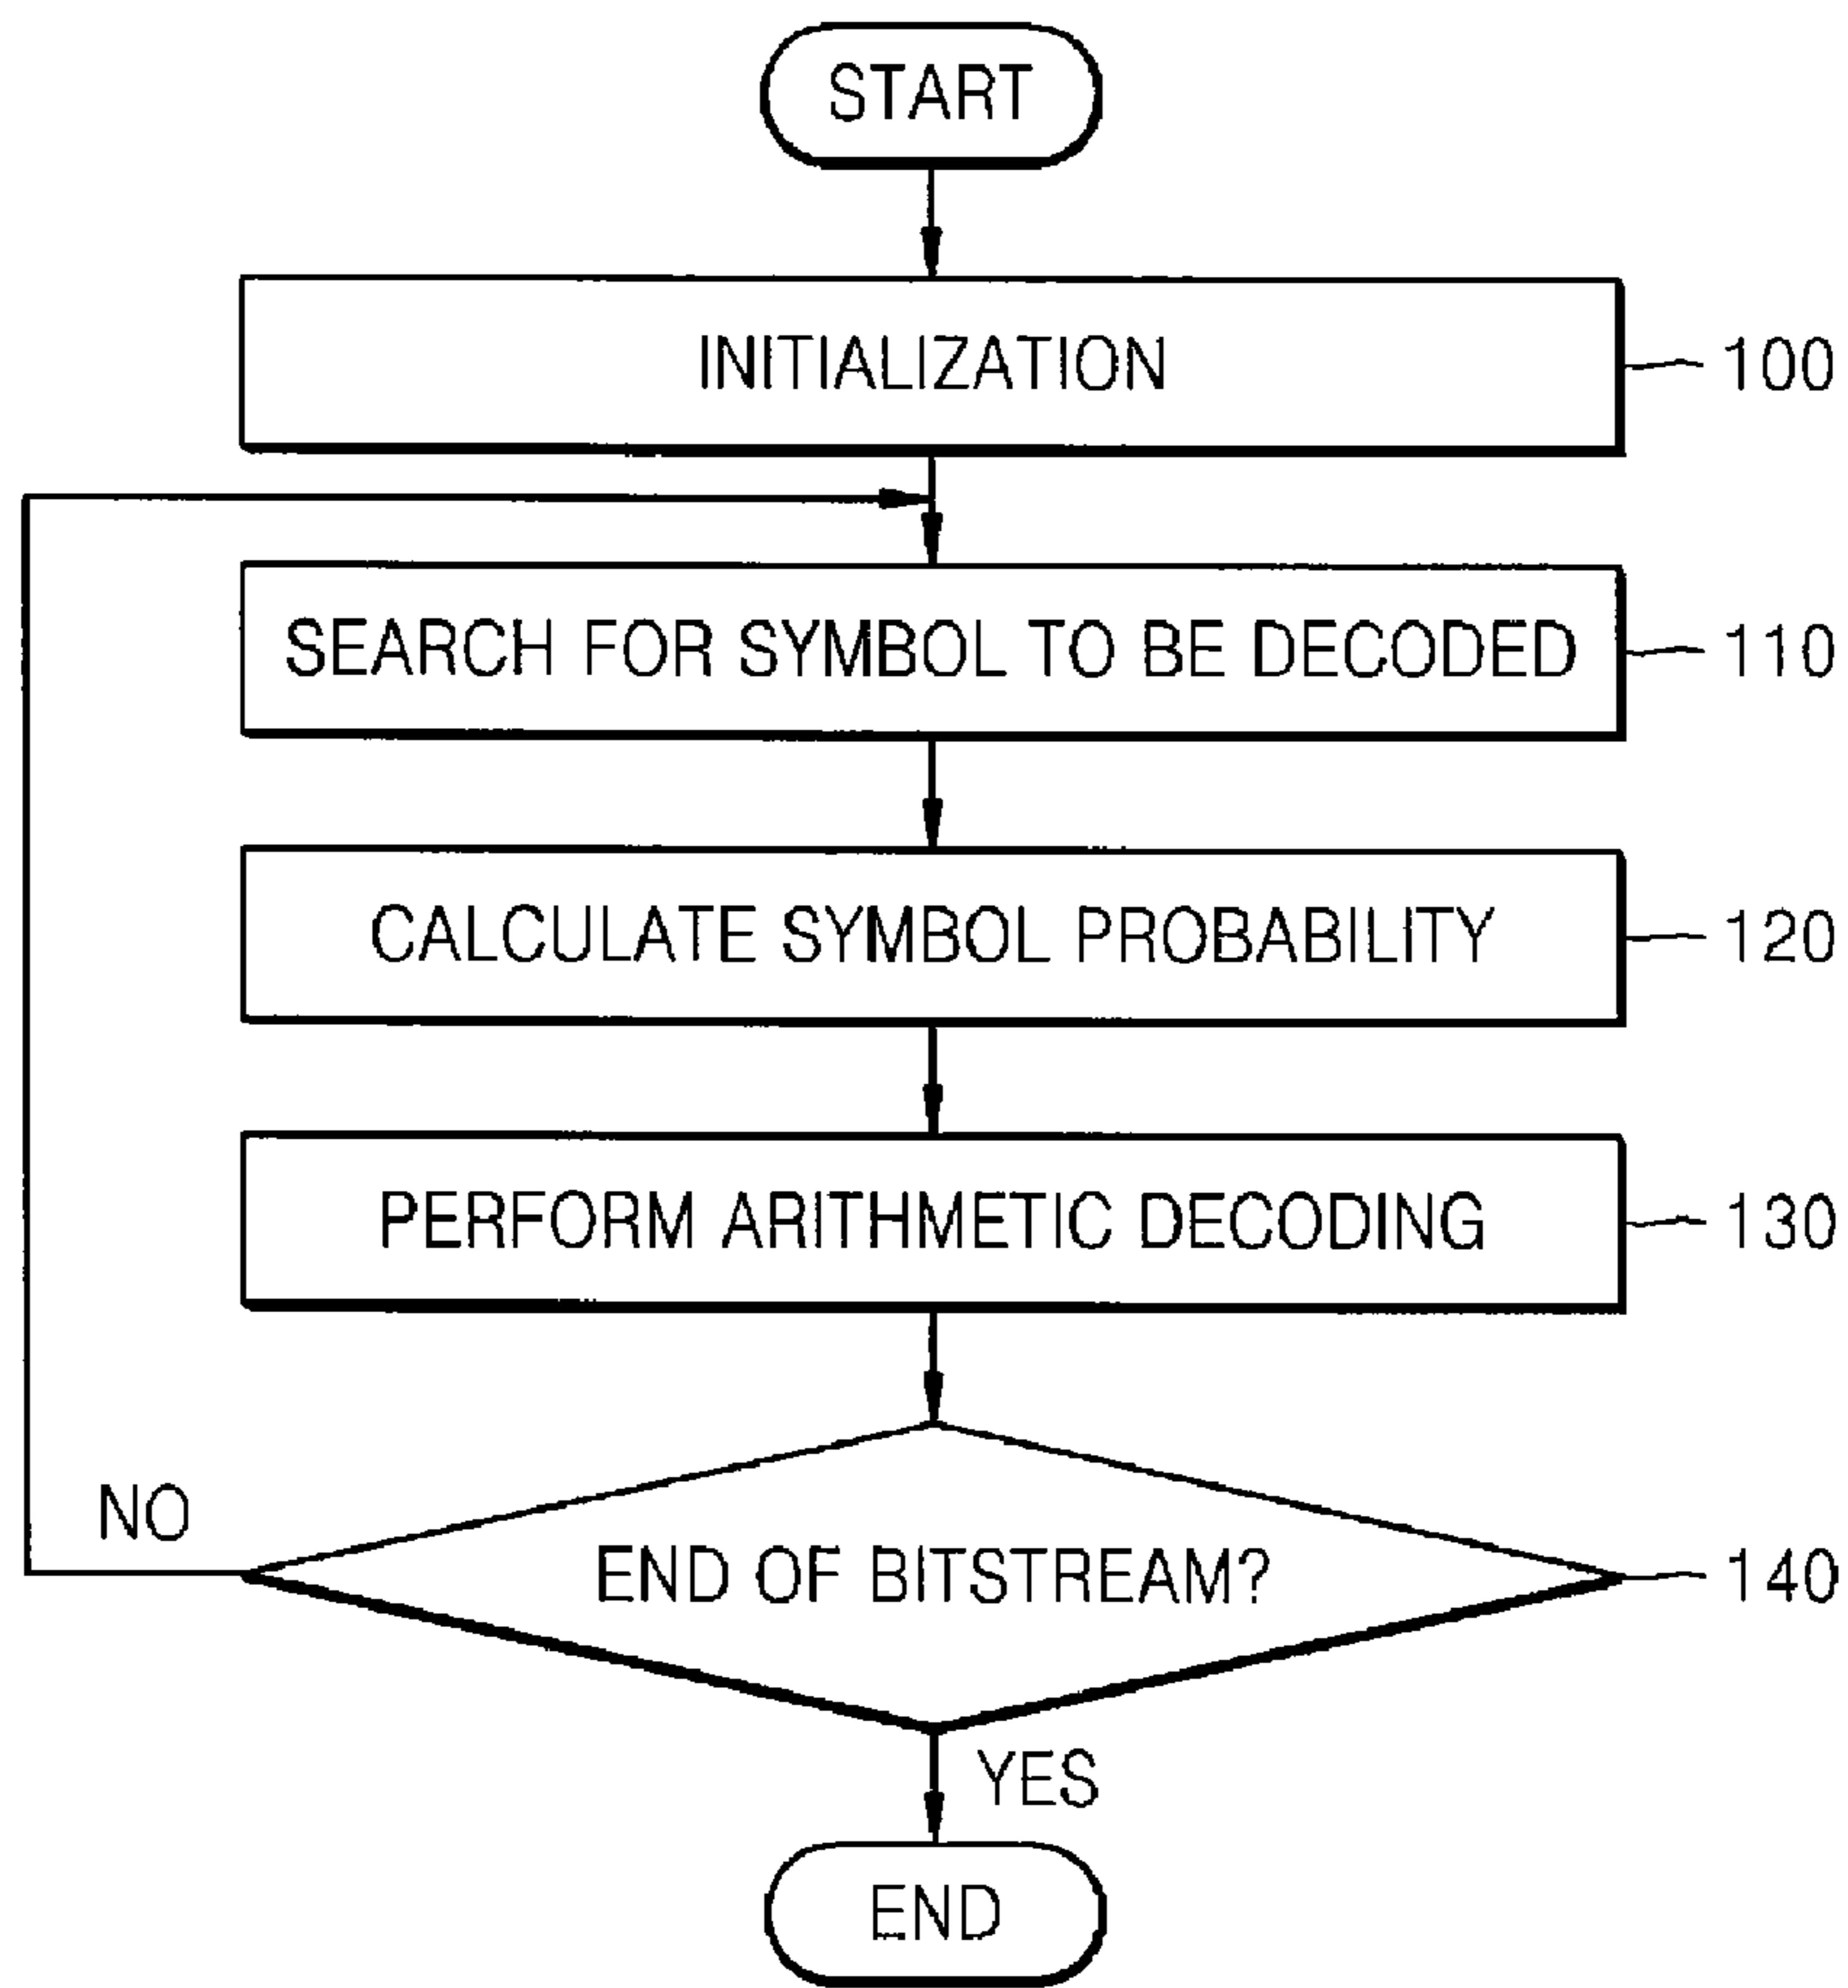 START
INITIALIZATION
100
SEARCH FOR SYMBOL TO BE DECODED
110
CALCULATE SYMBOL PROBABILITY
120
PERFORM ARITHMETIC DECODING
130
NO
END OF BITSTREAM?
140
YES
END